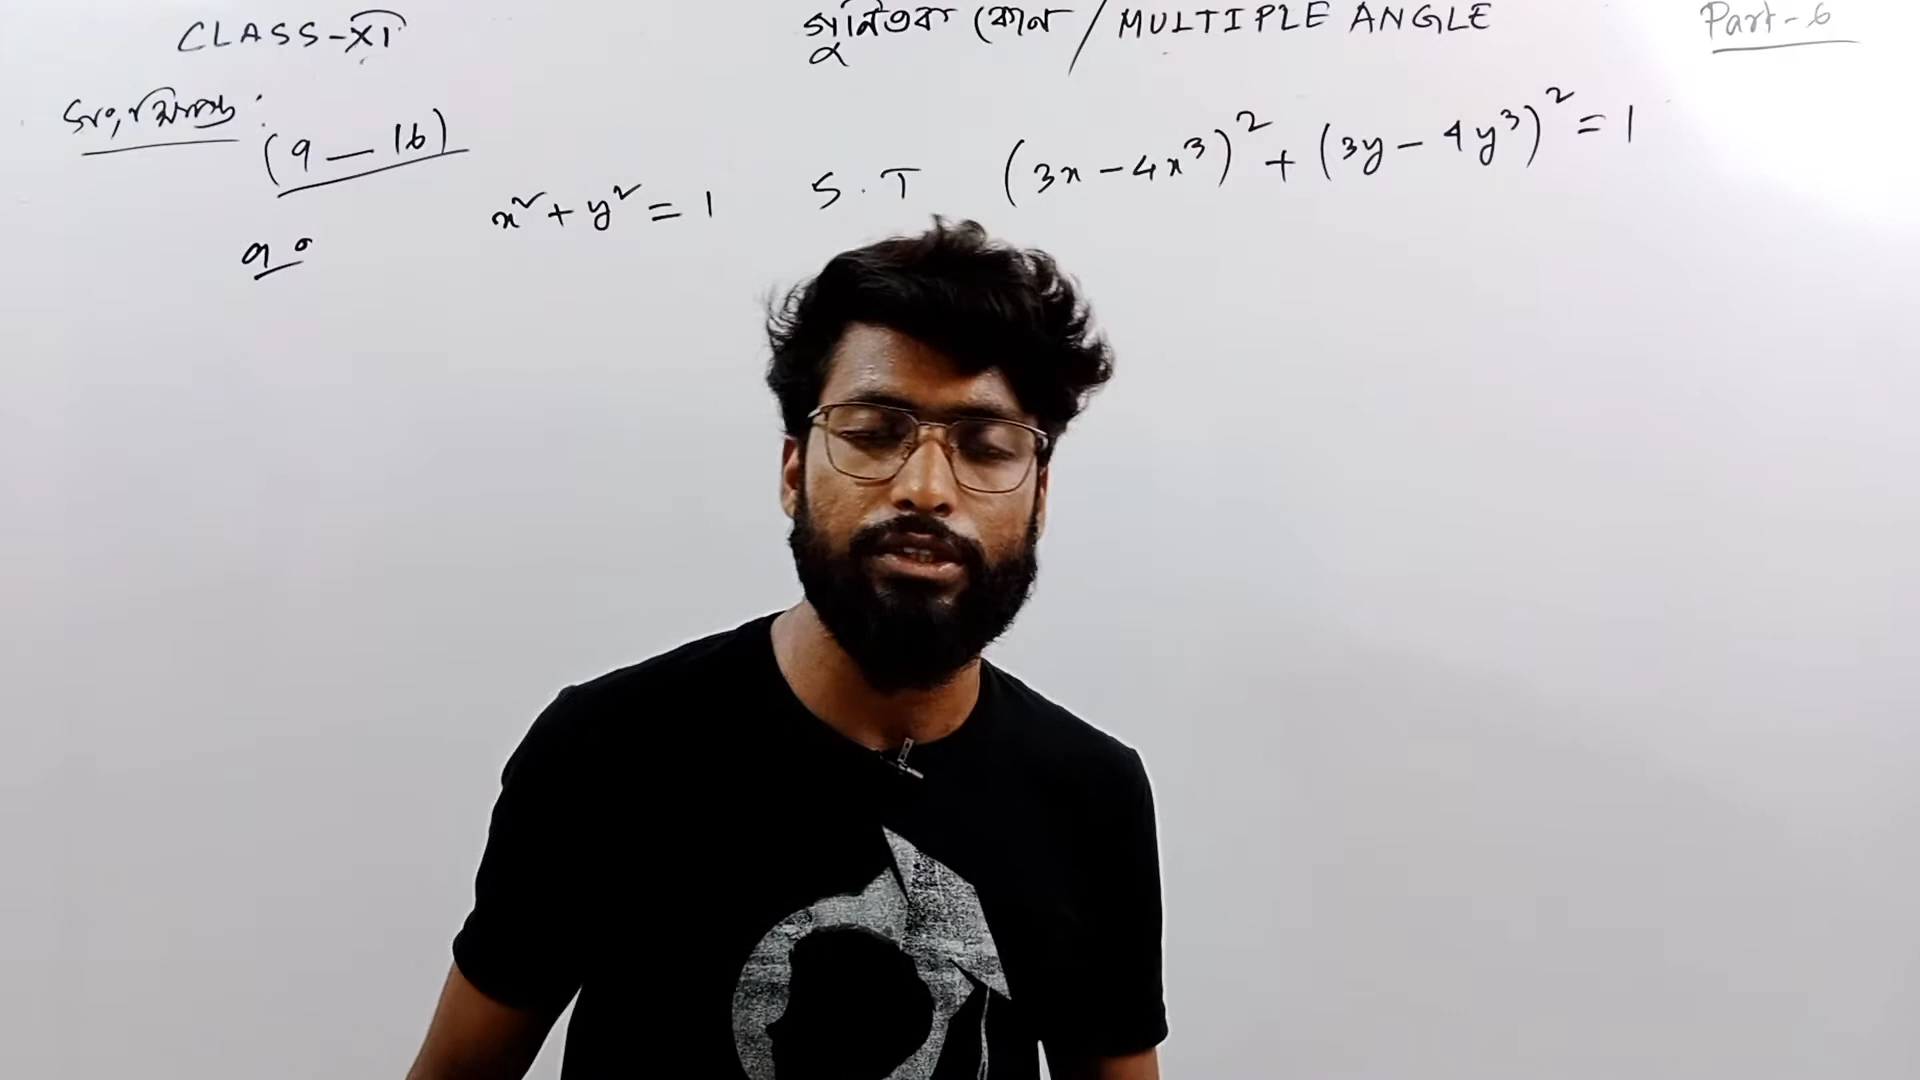 CLASS-XI
গুনিতক কোন / MULTIPLE ANGLE
Part-6
(9 — 16)
9. x² + y² = 1 S.T (3x - 4x³)² + (3y - 4y³)² = 1